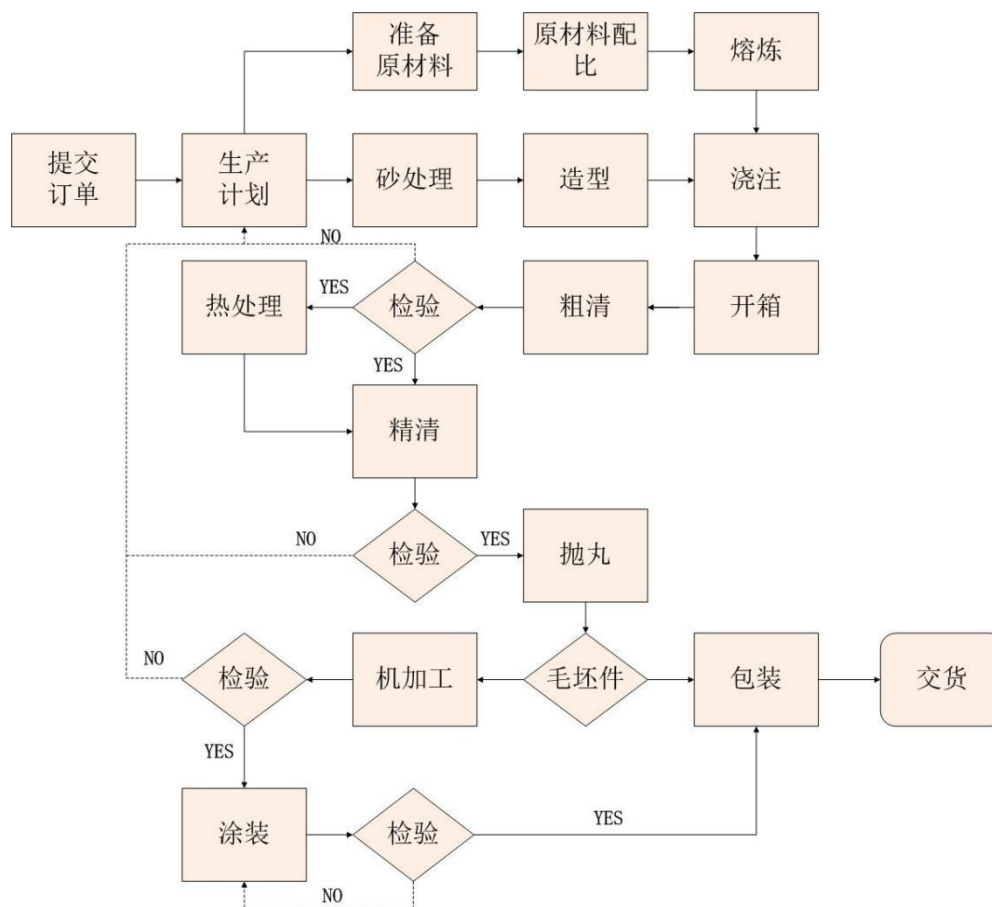 准备
原材料
原材料配
比
熔炼
提交
订单
生产
计划
砂处理
造型
浇注
NO
热处理
YES
检验
粗清
开箱
YES
精清
NO
检验
YES
抛丸
NO
检验
机加工
毛坯件
包装
交货
YES
涂装
检验
YES
NO